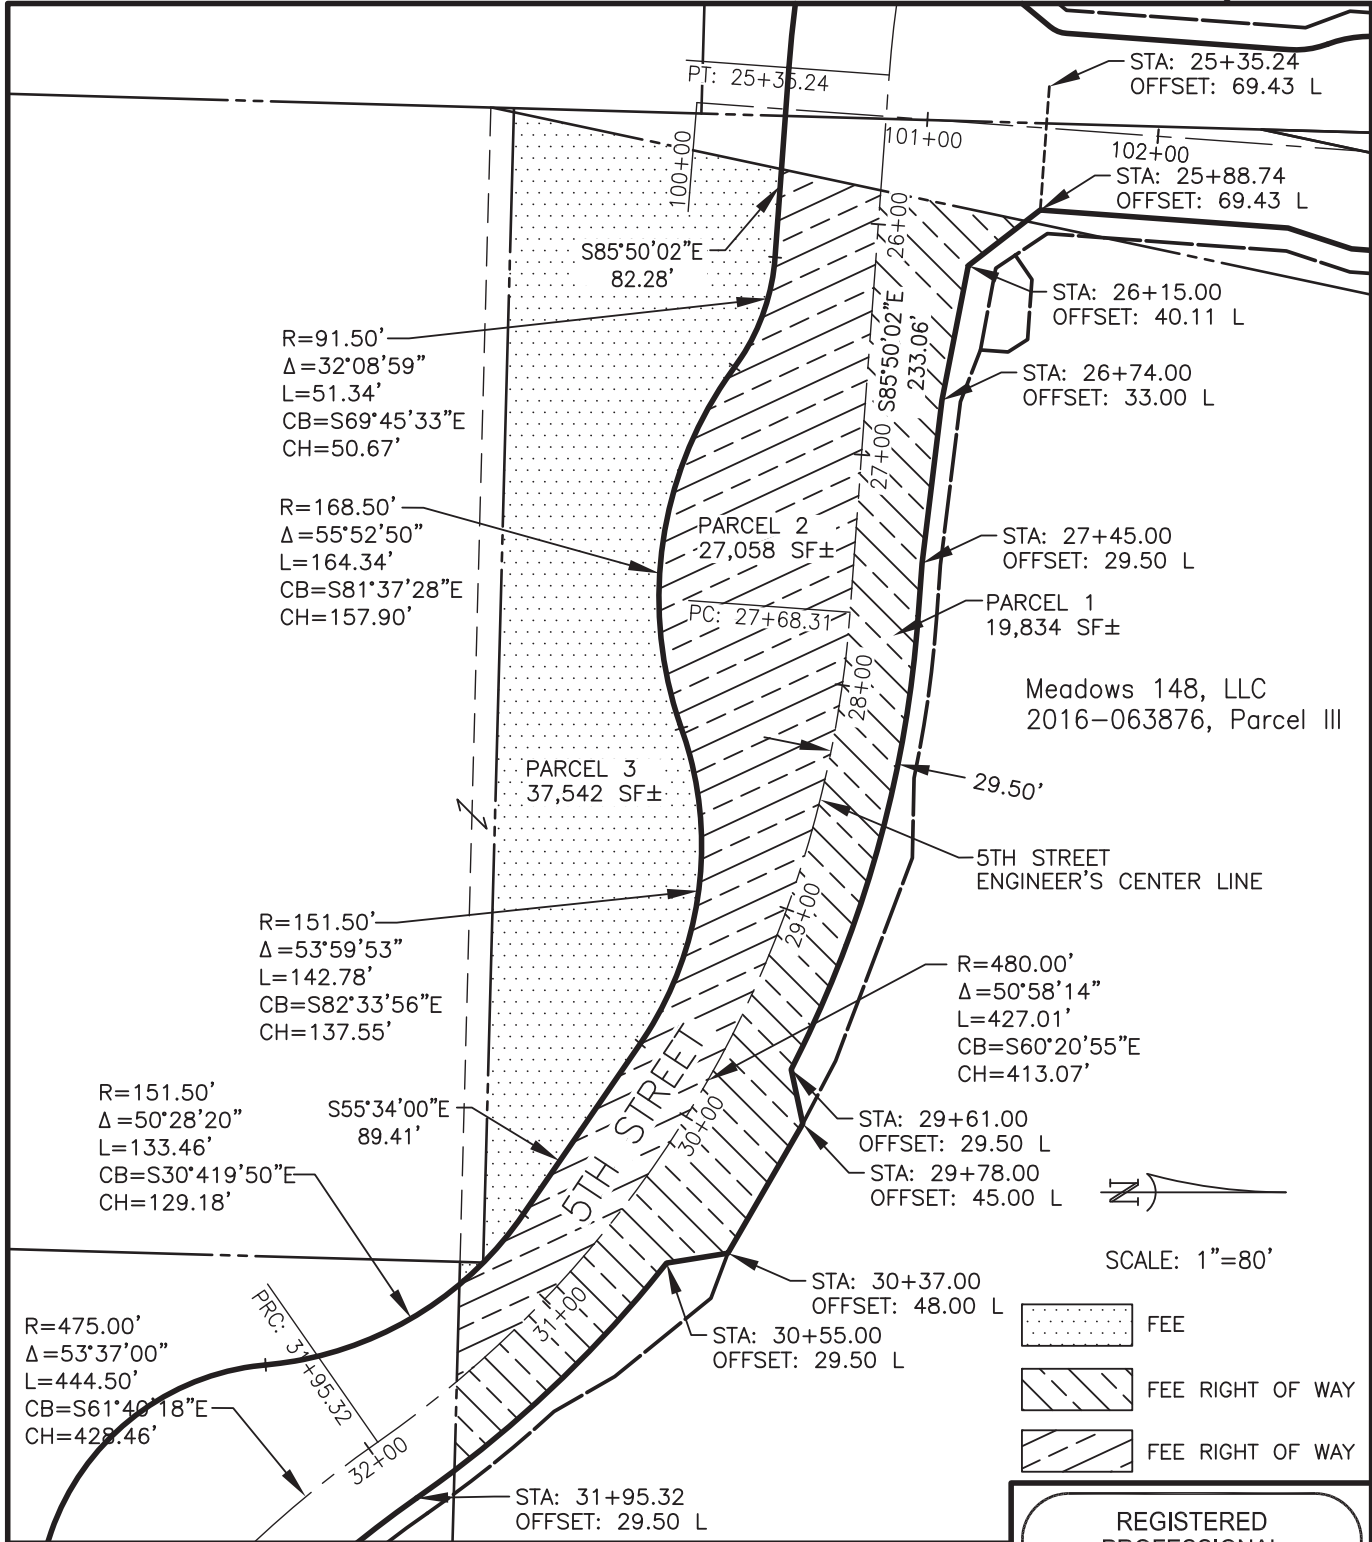 STA: 25+35.24
OFFSET: 69.43 L
PT: 25+35.24
101+00
102+00
100+00
STA: 25+88.74
OFFSET: 69.43 L
26+00
S85°50'02"E
82.28'
STA: 26+15.00
OFFSET: 40.11 L
S85°50'02"E
233.06'
R=91.50'
Δ=32°08'59"
L=51.34'
CB=S69°45'33"E
CH=50.67'
STA: 26+74.00
OFFSET: 33.00 L
27+00
R=168.50'
Δ=55°52'50"
L=164.34'
CB=S81°37'28"E
CH=157.90'
PARCEL 2
27,058 SF±
STA: 27+45.00
OFFSET: 29.50 L
PC: 27+68.31
PARCEL 1
19,834 SF±
28+00
Meadows 148, LLC
2016-063876, Parcel III
PARCEL 3
37,542 SF±
Z
29.50'
5TH STREET
ENGINEER'S CENTER LINE
29+00
R=151.50'
Δ=53°59'53"
L=142.78'
CB=S82°33'56"E
CH=137.55'
R=480.00'
Δ=50°58'14"
L=427.01'
CB=S60°20'55"E
CH=413.07'
R=151.50'
Δ=50°28'20"
L=133.46'
CB=S30°419'50"E
CH=129.18'
S55°34'00"E
89.41'
5TH STREET
30+00
STA: 29+61.00
OFFSET: 29.50 L
STA: 29+78.00
OFFSET: 45.00 L
N
SCALE: 1"=80'
STA: 30+37.00
OFFSET: 48.00 L
31+00
STA: 30+55.00
OFFSET: 29.50 L
PRC: 31+95.32
R=475.00'
Δ=53°37'00"
L=444.50'
CB=S61°40'18"E
CH=428.46'
32+00
STA: 31+95.32
OFFSET: 29.50 L
FEE
FEE RIGHT OF WAY
FEE RIGHT OF WAY
REGISTERED
PROFESSIONAL